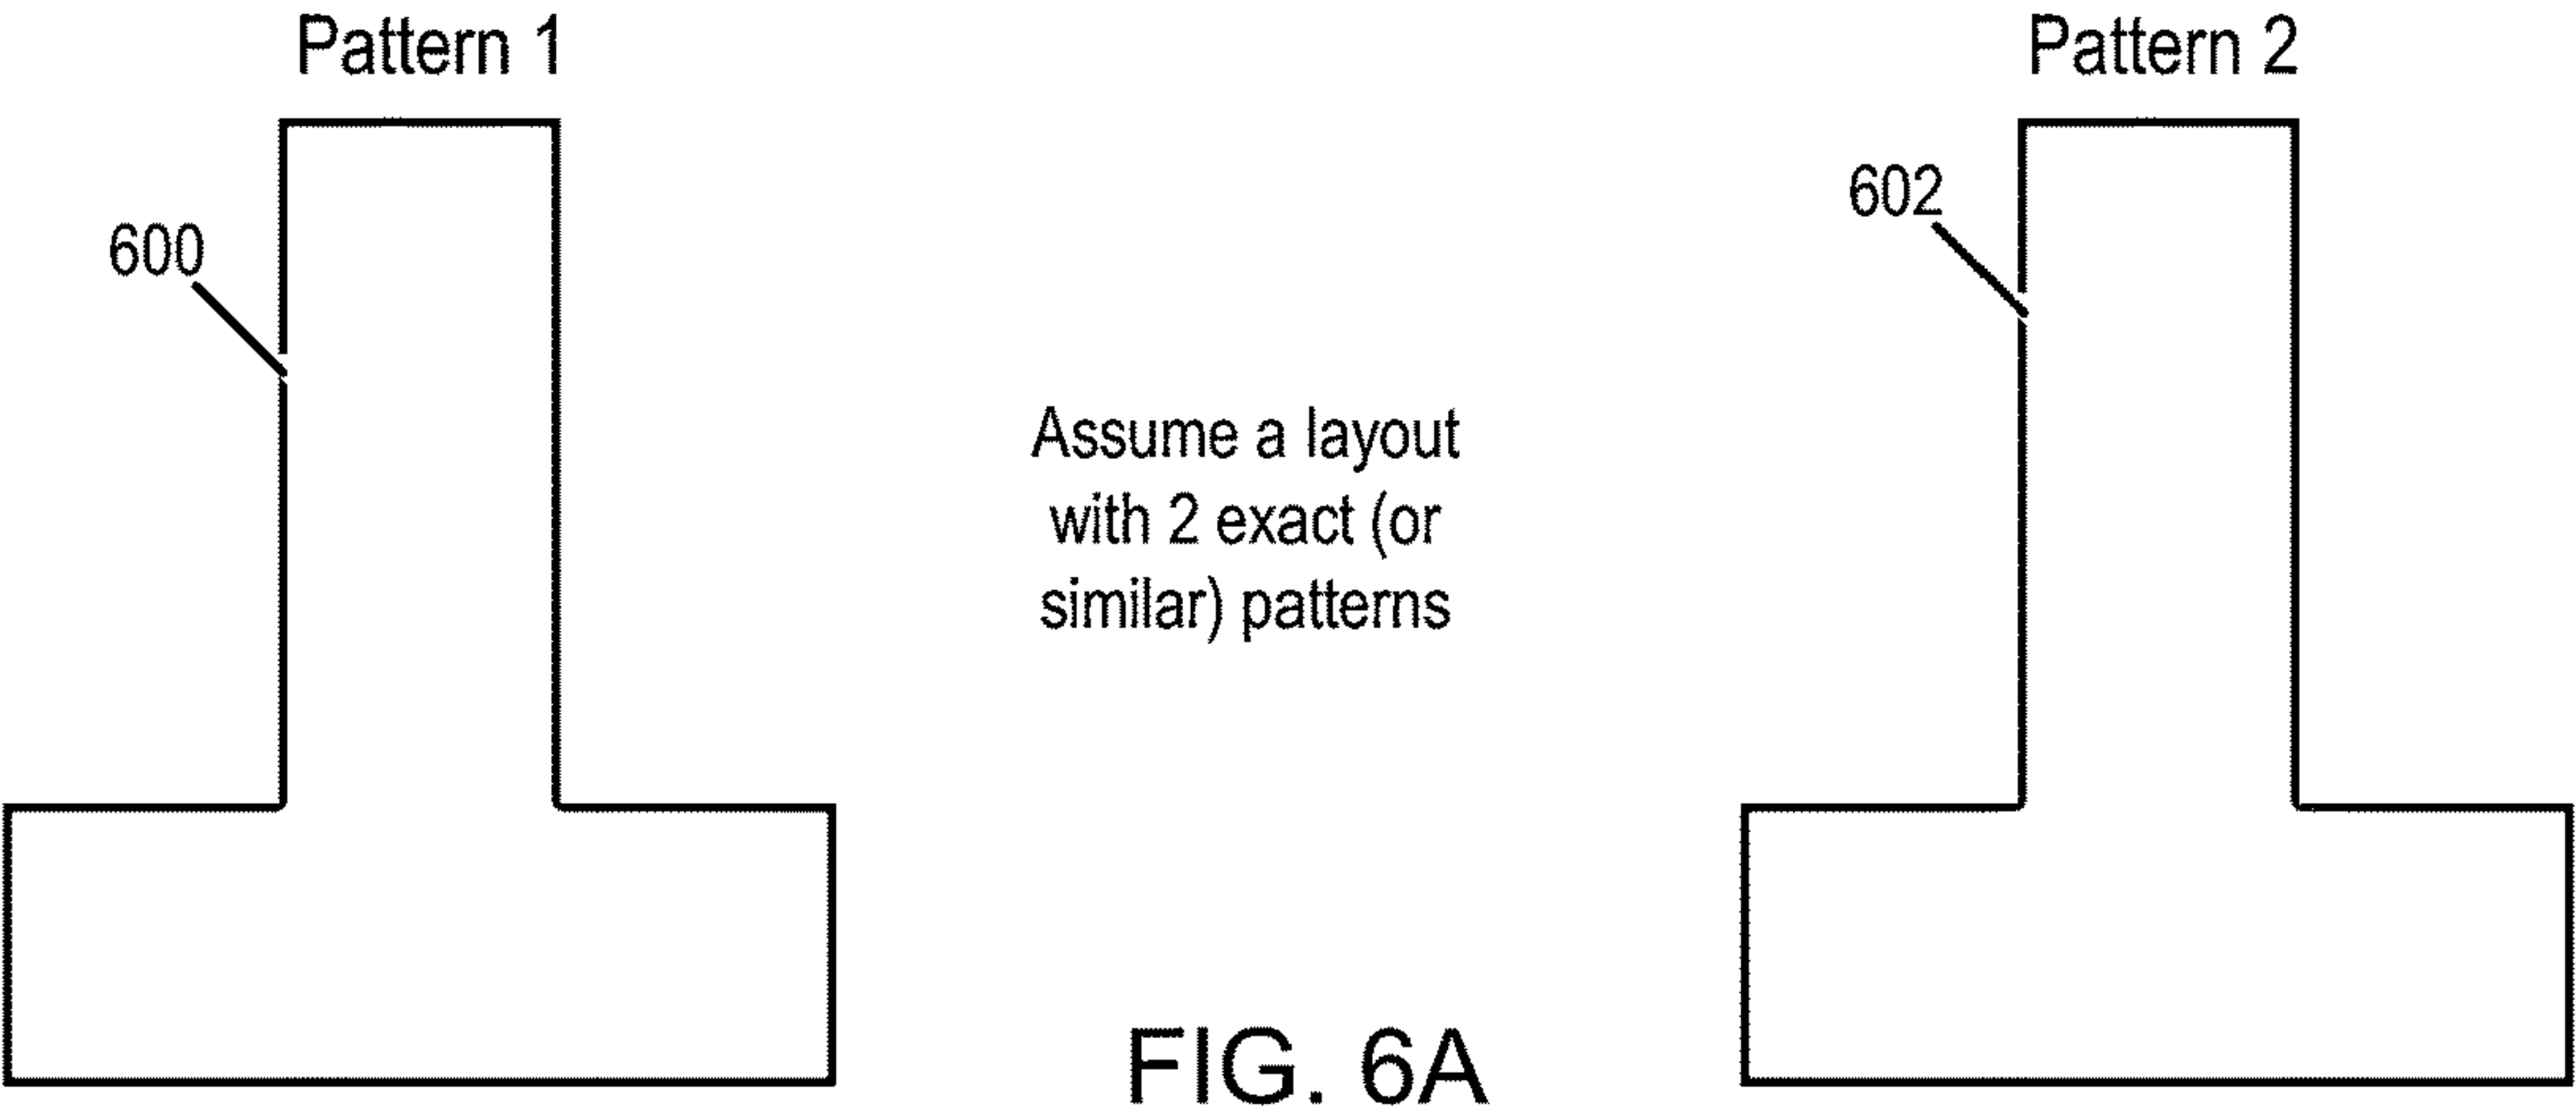 Pattern 1
Pattern 2
600
602
Assume a layout
with 2 exact (or
similar) patterns
FIG. 6A